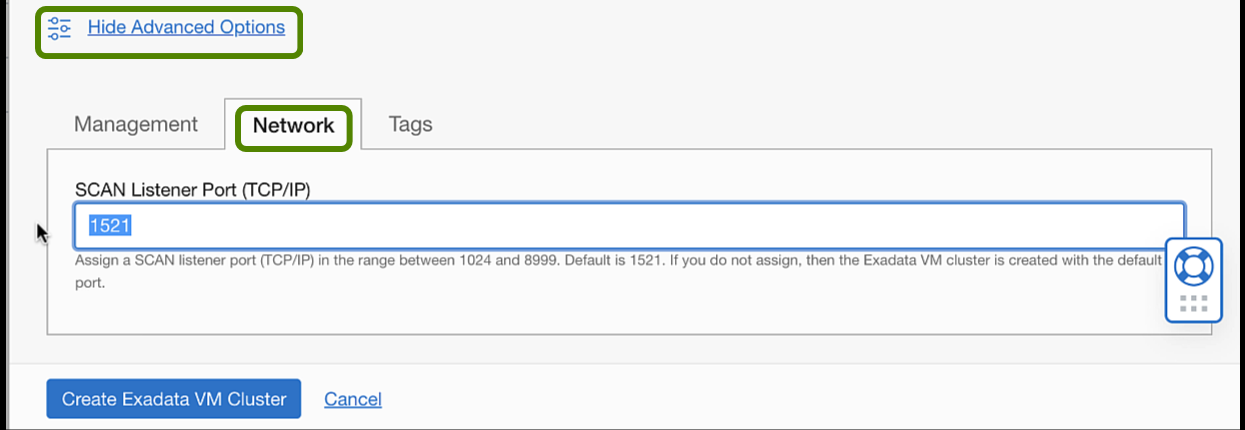 Hide Advanced Options
Management Network Tags
SCAN Listener Port (TCP/IP)
1521
Assign a SCAN listener port (TCP/IP) in the range between 1024 and 8999. Default is 1521. If you do not assign, then the Exadata VM cluster is created with the default
port.
Create Exadata VM Cluster Cancel